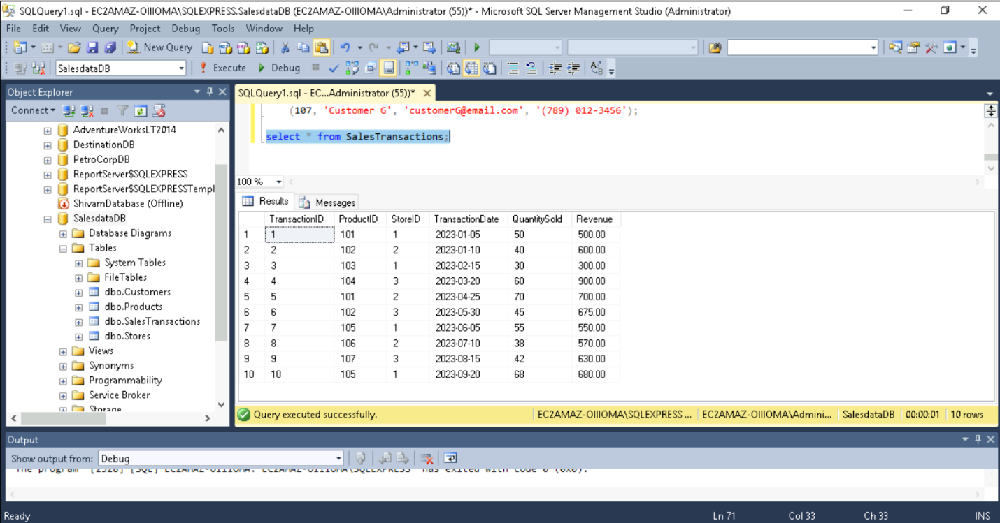 SQLQuery1.sql - EC2AMAZ-OIIIOMA\SQLEXPRESS.SalesdataDB (EC2AMAZ-OIIIOMA\Administrator (55))* - Microsoft SQL Server Management Studio (Administrator)
File Edit View Query Project Debug Tools Window Help
New Query
SalesdataDB Execute Debug
Object Explorer
Connect
AdventureWorksLT2014
DestinationDB
PetroCorpDB
ReportServer$SQLEXPRESS
ReportServer$SQLEXPRESSTempl
ShivamDatabase (Offline)
SalesdataDB
Database Diagrams
Tables
System Tables
FileTables
dbo.Customers
dbo.Products
dbo.SalesTransactions
dbo.Stores
Views
Synonyms
Programmability
Service Broker
Storage
SQLQuery1.sql - EC...Administrator (55))*
(107, 'Customer G', 'customerG@email.com', '(789) 012-3456');
select * from SalesTransactions;
100 %
Results Messages
TransactionID ProductID StoreID TransactionDate QuantitySold Revenue
1 1 101 1 2023-01-05 50 500.00
2 2 102 2 2023-01-10 40 600.00
3 3 103 1 2023-02-15 30 300.00
4 4 104 3 2023-03-20 60 900.00
5 5 101 2 2023-04-25 70 700.00
6 6 102 3 2023-05-30 45 675.00
7 7 105 1 2023-06-05 55 550.00
8 8 106 2 2023-07-10 38 570.00
9 9 107 3 2023-08-15 42 630.00
10 10 105 1 2023-09-20 68 680.00
Query executed successfully. EC2AMAZ-OIIIOMA\SQLEXPRESS ... EC2AMAZ-OIIIOMA\Admini... SalesdataDB 00:00:01 10 rows
Output
Show output from: Debug
The program '[2528] [SQL] EC2AMAZ-OIIIOMA: EC2AMAZ-OIIIOMA\SQLEXPRESS' has exited with code 0 (0x0).
Ready Ln 71 Col 33 Ch 33 INS